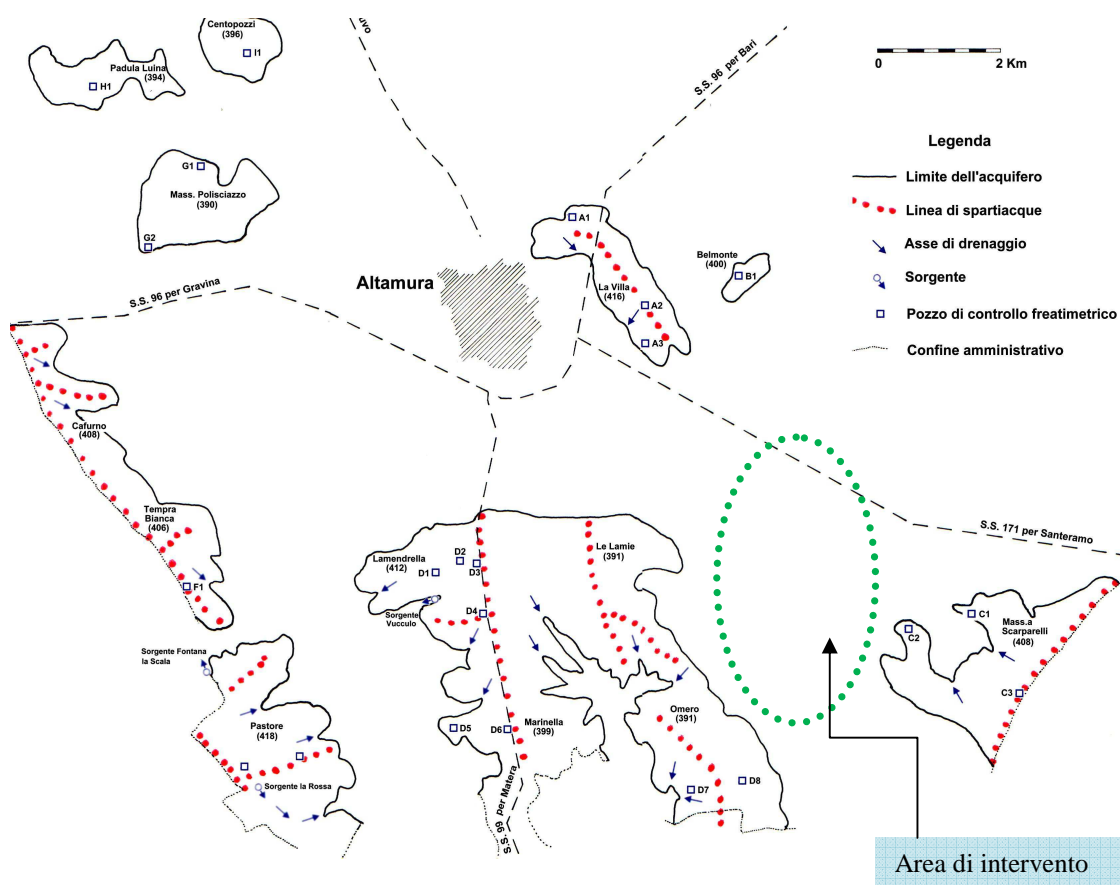 Centopozzi
(396)
I1
Padula Luina
(394)
H1
S.S. 96 per Bari
0
2 Km
Legenda
Limite dell'acquifero
Linea di spartiacque
Asse di drenaggio
Sorgente
Pozzo di controllo freatimetrico
Confine amministrativo
G1
Mass. Polisciazzo
(390)
G2
A1
Belmonte
(400)
B1
La Villa
(416)
A2
A3
Altamura
S.S. 96 per Gravina
Cafurno
(408)
Tempra
Bianca
(406)
F1
Lamendrella
(412)
D1
D2
D3
D4
Sorgente
Vucculo
Le Lamie
(391)
S.S. 171 per Santeramo
C1
C2
Mass.a
Scarparelli
(408)
C3
Sorgente Fontana
la Scala
Pastore
(418)
Sorgente la Rossa
D5
D6
Marinella
(399)
Omero
(391)
D7
D8
S.S. 99 per Matera
Area di intervento